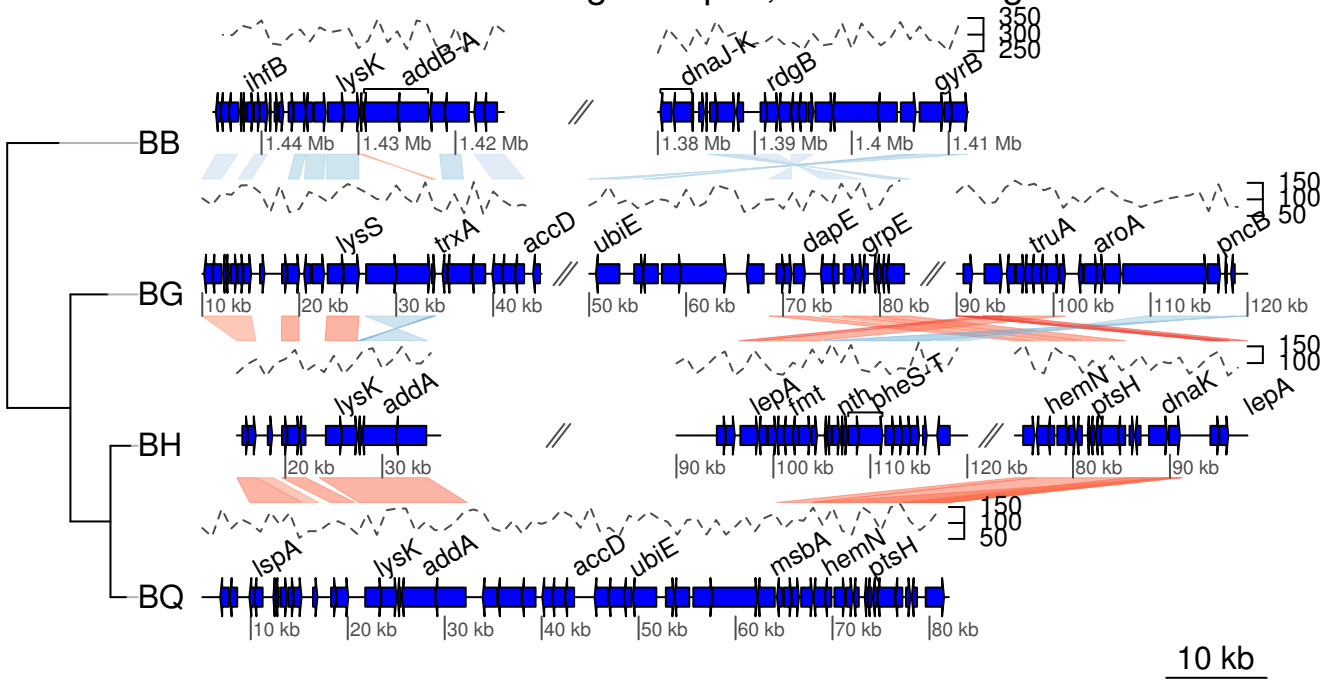 350
300
250
ihfB lysK addB-A dnaJ-K rdgB gyrB
BB
1.44 Mb 1.43 Mb 1.42 Mb 1.38 Mb 1.39 Mb 1.4 Mb 1.41 Mb
150
100
50
lysS trxA accD ubiE dapE grpE truA aroA pncB
BG
10 kb 20 kb 30 kb 40 kb 50 kb 60 kb 70 kb 80 kb 90 kb 100 kb 110 kb 120 kb
150
100
lysK addA lepA fmt nth pheS-T hemN ptsH dnaK lepA
BH
20 kb 30 kb 90 kb 100 kb 110 kb 120 kb 80 kb 90 kb
150
100
50
lspA lysK addA accD ubiE msbA hemN ptsH
BQ
10 kb 20 kb 30 kb 40 kb 50 kb 60 kb 70 kb 80 kb
10 kb